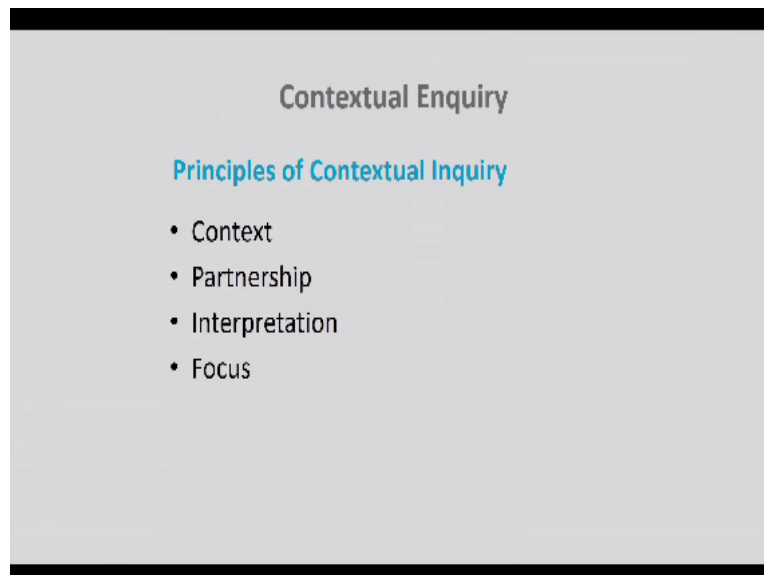 Contextual Enquiry
Principles of Contextual Inquiry
• Context
• Partnership
• Interpretation
• Focus